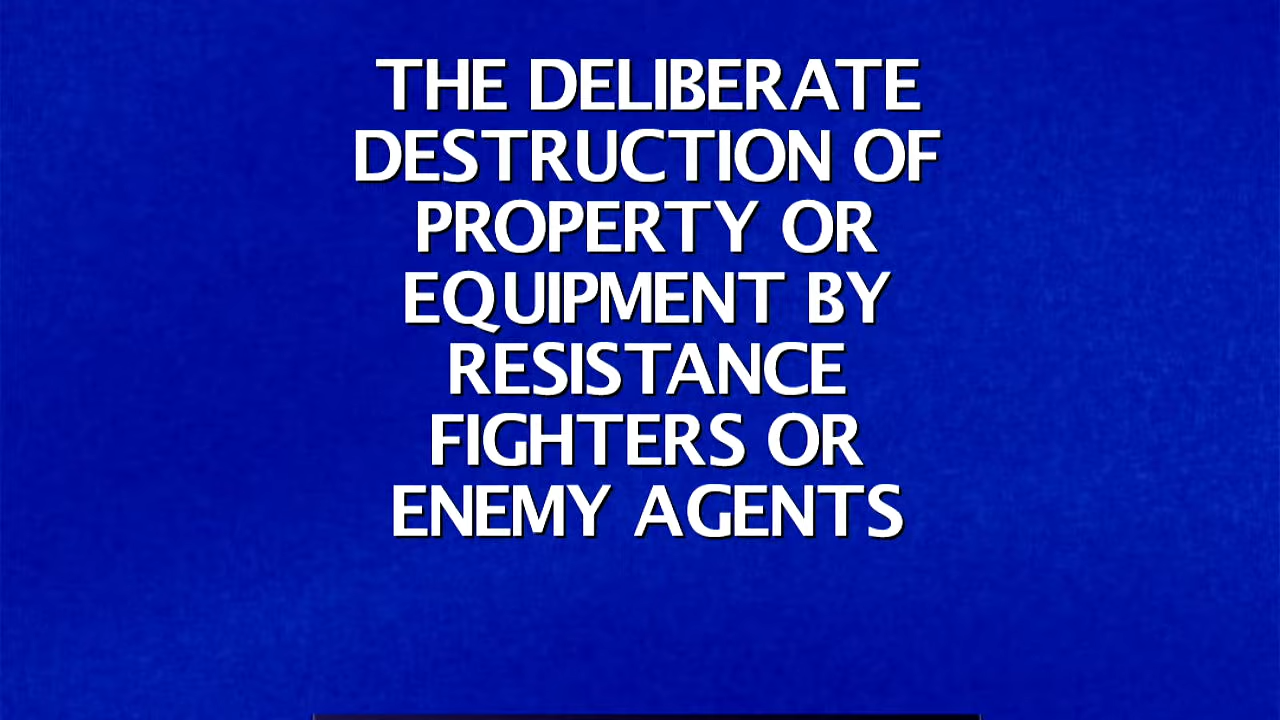 THE DELIBERATE
DESTRUCTION OF
PROPERTY OR
EQUIPMENT BY
RESISTANCE
FIGHTERS OR
ENEMY AGENTS